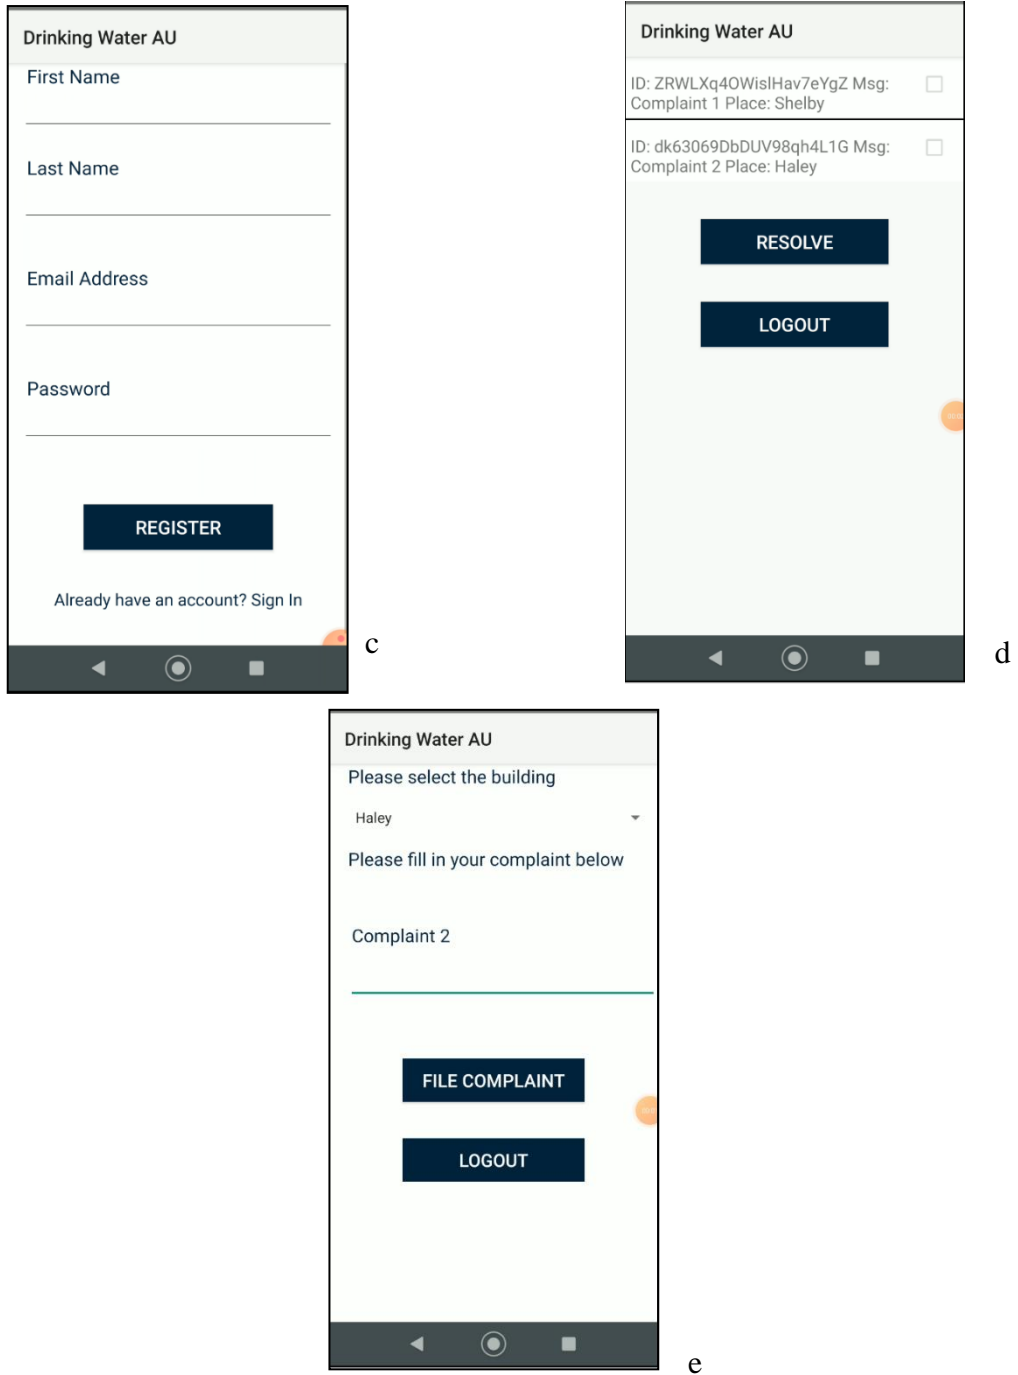 Drinking Water AU
First Name
Last Name
Email Address
Password
REGISTER
Already have an account? Sign In
c
Drinking Water AU
ID: ZRWLXq4OWislHav7eYgZ Msg:
Complaint 1 Place: Shelby
ID: dk63069DbDUV98qh4L1G Msg:
Complaint 2 Place: Haley
RESOLVE
LOGOUT
d
Drinking Water AU
Please select the building
Haley
Please fill in your complaint below
Complaint 2
FILE COMPLAINT
LOGOUT
e